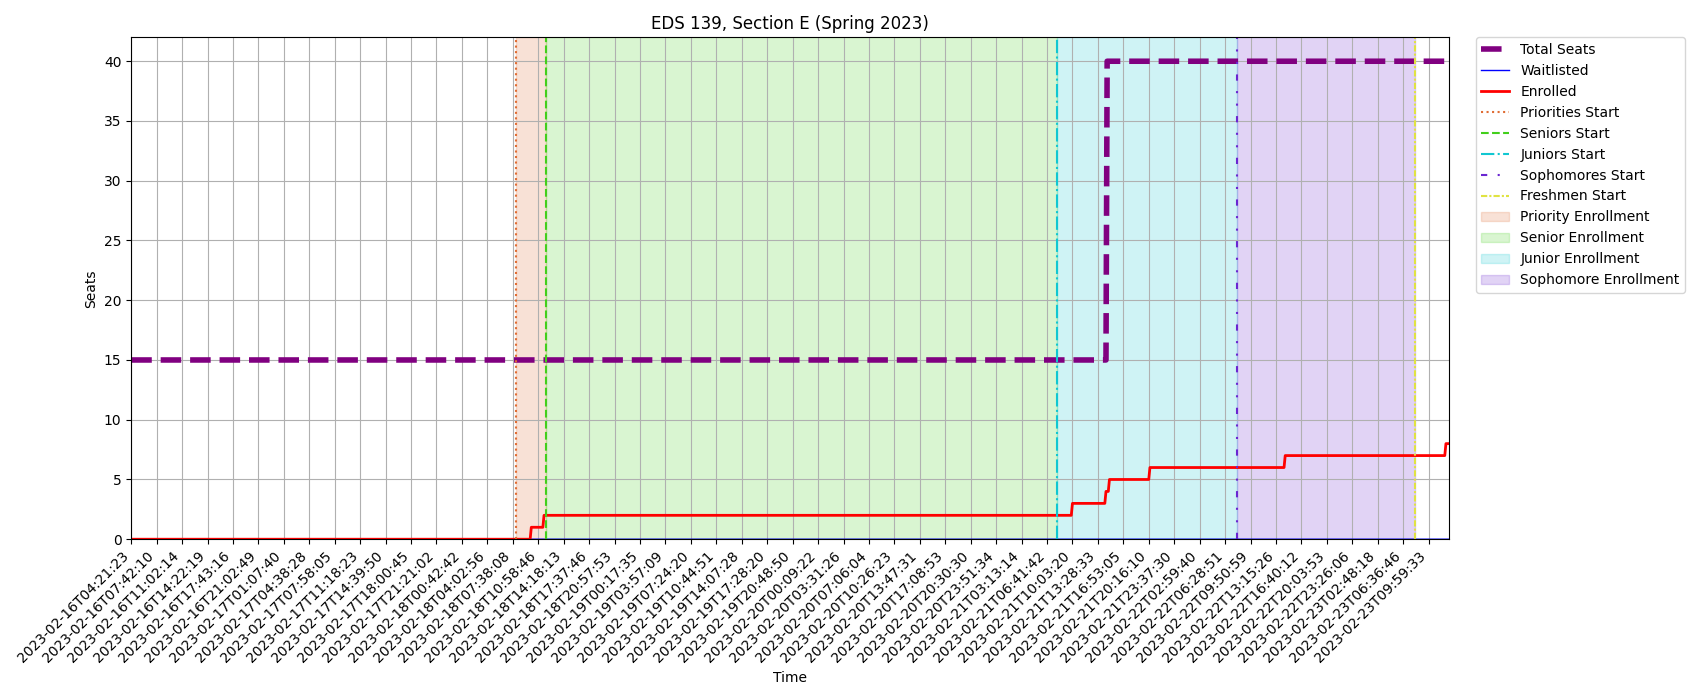 EDS 139, Section E (Spring 2023)
Seats
40
35
30
25
20
15
10
5
0
2023-02-16T04:21:23
2023-02-16T07:42:10
2023-02-16T11:02:14
2023-02-16T14:22:19
2023-02-16T17:43:16
2023-02-16T21:02:49
2023-02-17T01:07:40
2023-02-17T04:38:28
2023-02-17T07:58:05
2023-02-17T11:18:23
2023-02-17T14:39:50
2023-02-17T18:00:45
2023-02-17T21:21:02
2023-02-18T00:42:42
2023-02-18T04:02:56
2023-02-18T07:38:08
2023-02-18T10:58:46
2023-02-18T14:18:13
2023-02-18T17:37:46
2023-02-18T20:57:53
2023-02-19T00:17:35
2023-02-19T03:57:09
2023-02-19T07:24:20
2023-02-19T10:44:51
2023-02-19T14:07:28
2023-02-19T17:28:20
2023-02-19T20:48:50
2023-02-20T00:09:22
2023-02-20T03:31:26
2023-02-20T07:06:04
2023-02-20T10:26:23
2023-02-20T13:47:31
2023-02-20T17:08:53
2023-02-20T20:30:30
2023-02-20T23:51:34
2023-02-21T03:13:14
2023-02-21T06:41:42
2023-02-21T10:03:20
2023-02-21T13:28:33
2023-02-21T16:53:05
2023-02-21T20:16:10
2023-02-21T23:37:30
2023-02-22T02:59:40
2023-02-22T06:28:51
2023-02-22T09:50:59
2023-02-22T13:15:26
2023-02-22T16:40:12
2023-02-22T20:03:53
2023-02-22T23:26:06
2023-02-23T02:48:18
2023-02-23T06:36:46
2023-02-23T09:59:33
Time
Total Seats
Waitlisted
Enrolled
Priorities Start
Seniors Start
Juniors Start
Sophomores Start
Freshmen Start
Priority Enrollment
Senior Enrollment
Junior Enrollment
Sophomore Enrollment